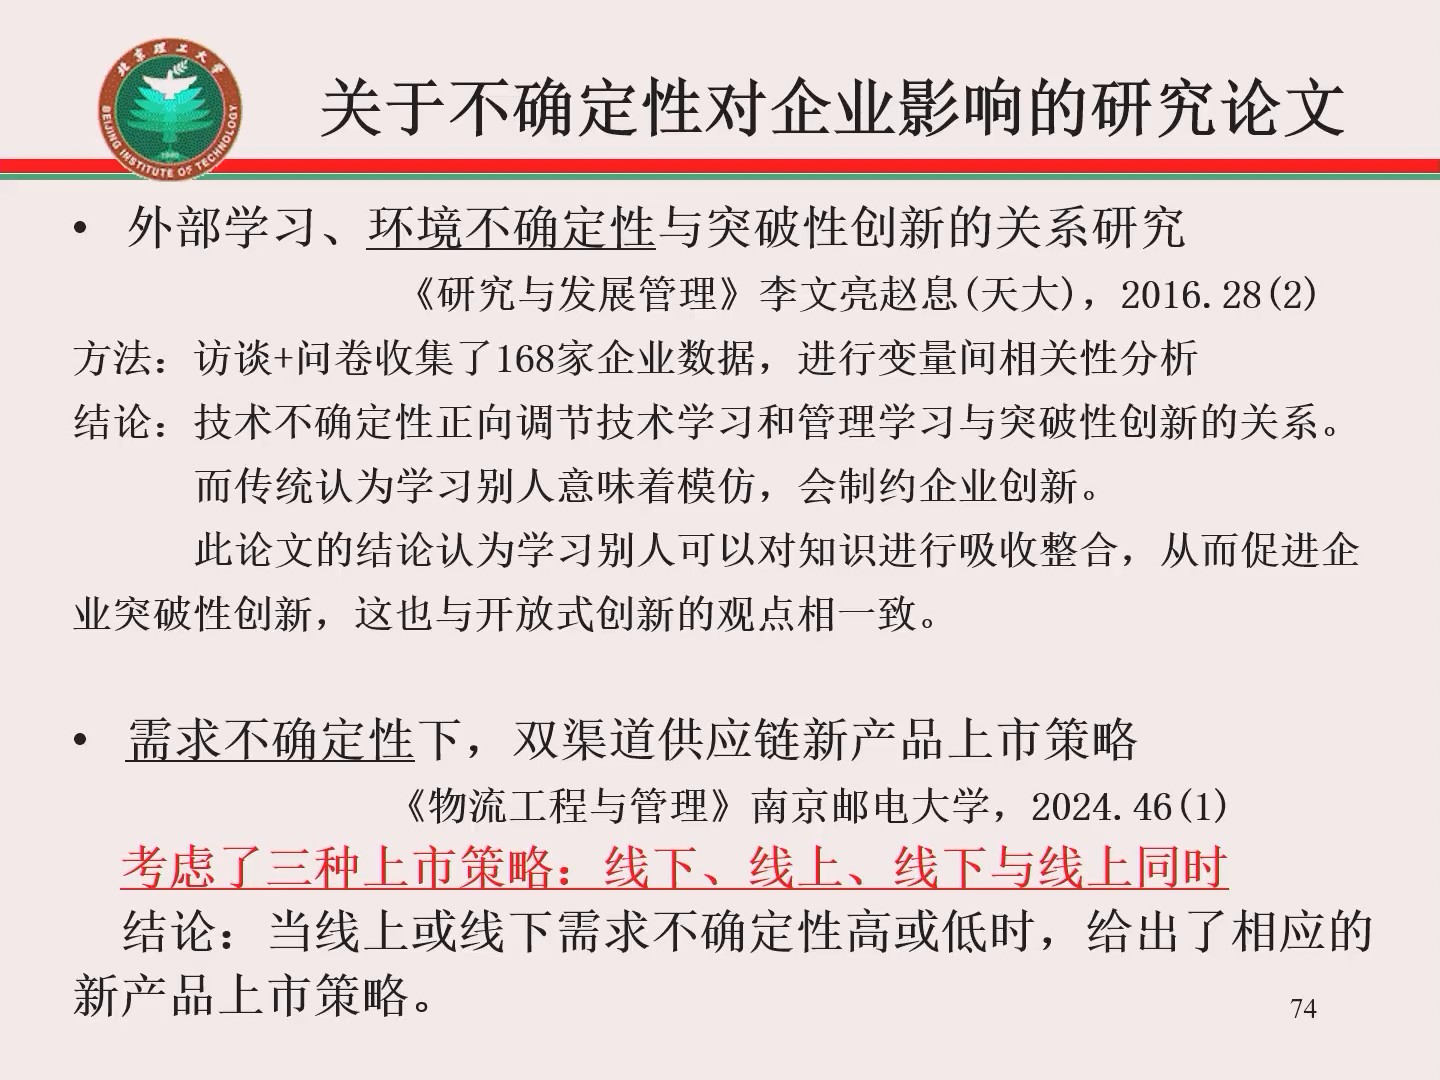 北京理工大学
BEIJING INSTITUTE OF TECHNOLOGY
1940
关于不确定性对企业影响的研究论文
• 外部学习、环境不确定性与突破性创新的关系研究
《研究与发展管理》李文亮赵息(天大)，2016.28(2)
方法：访谈+问卷收集了168家企业数据，进行变量间相关性分析
结论：技术不确定性正向调节技术学习和管理学习与突破性创新的关系。
而传统认为学习别人意味着模仿，会制约企业创新。
此论文的结论认为学习别人可以对知识进行吸收整合，从而促进企
业突破性创新，这也与开放式创新的观点相一致。
• 需求不确定性下，双渠道供应链新产品上市策略
《物流工程与管理》南京邮电大学，2024.46(1)
考虑了三种上市策略：线下、线上、线下与线上同时
结论：当线上或线下需求不确定性高或低时，给出了相应的
新产品上市策略。
74